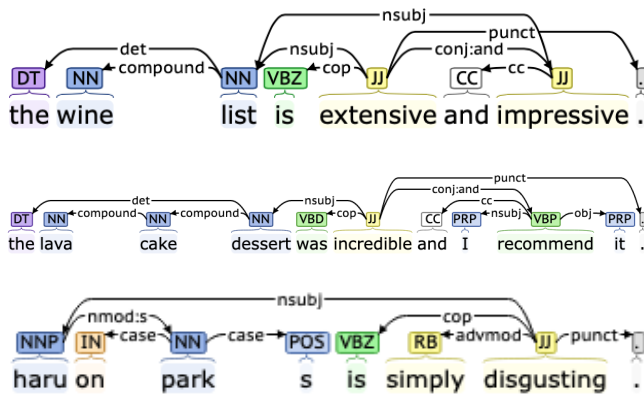 nsubj
punct
det nsubj conj:and
compound cop cc
DT NN NN VBZ JJ CC JJ .
the wine list is extensive and impressive .
punct
conj:and
det nsubj cc
compound compound cop nsubj obj
DT NN NN NN VBD JJ CC PRP VBP PRP .
the lava cake dessert was incredible and I recommend it .
nsubj
nmod:s cop
case case advmod punct
NNP IN NN POS VBZ RB JJ .
haru on park s is simply disgusting .